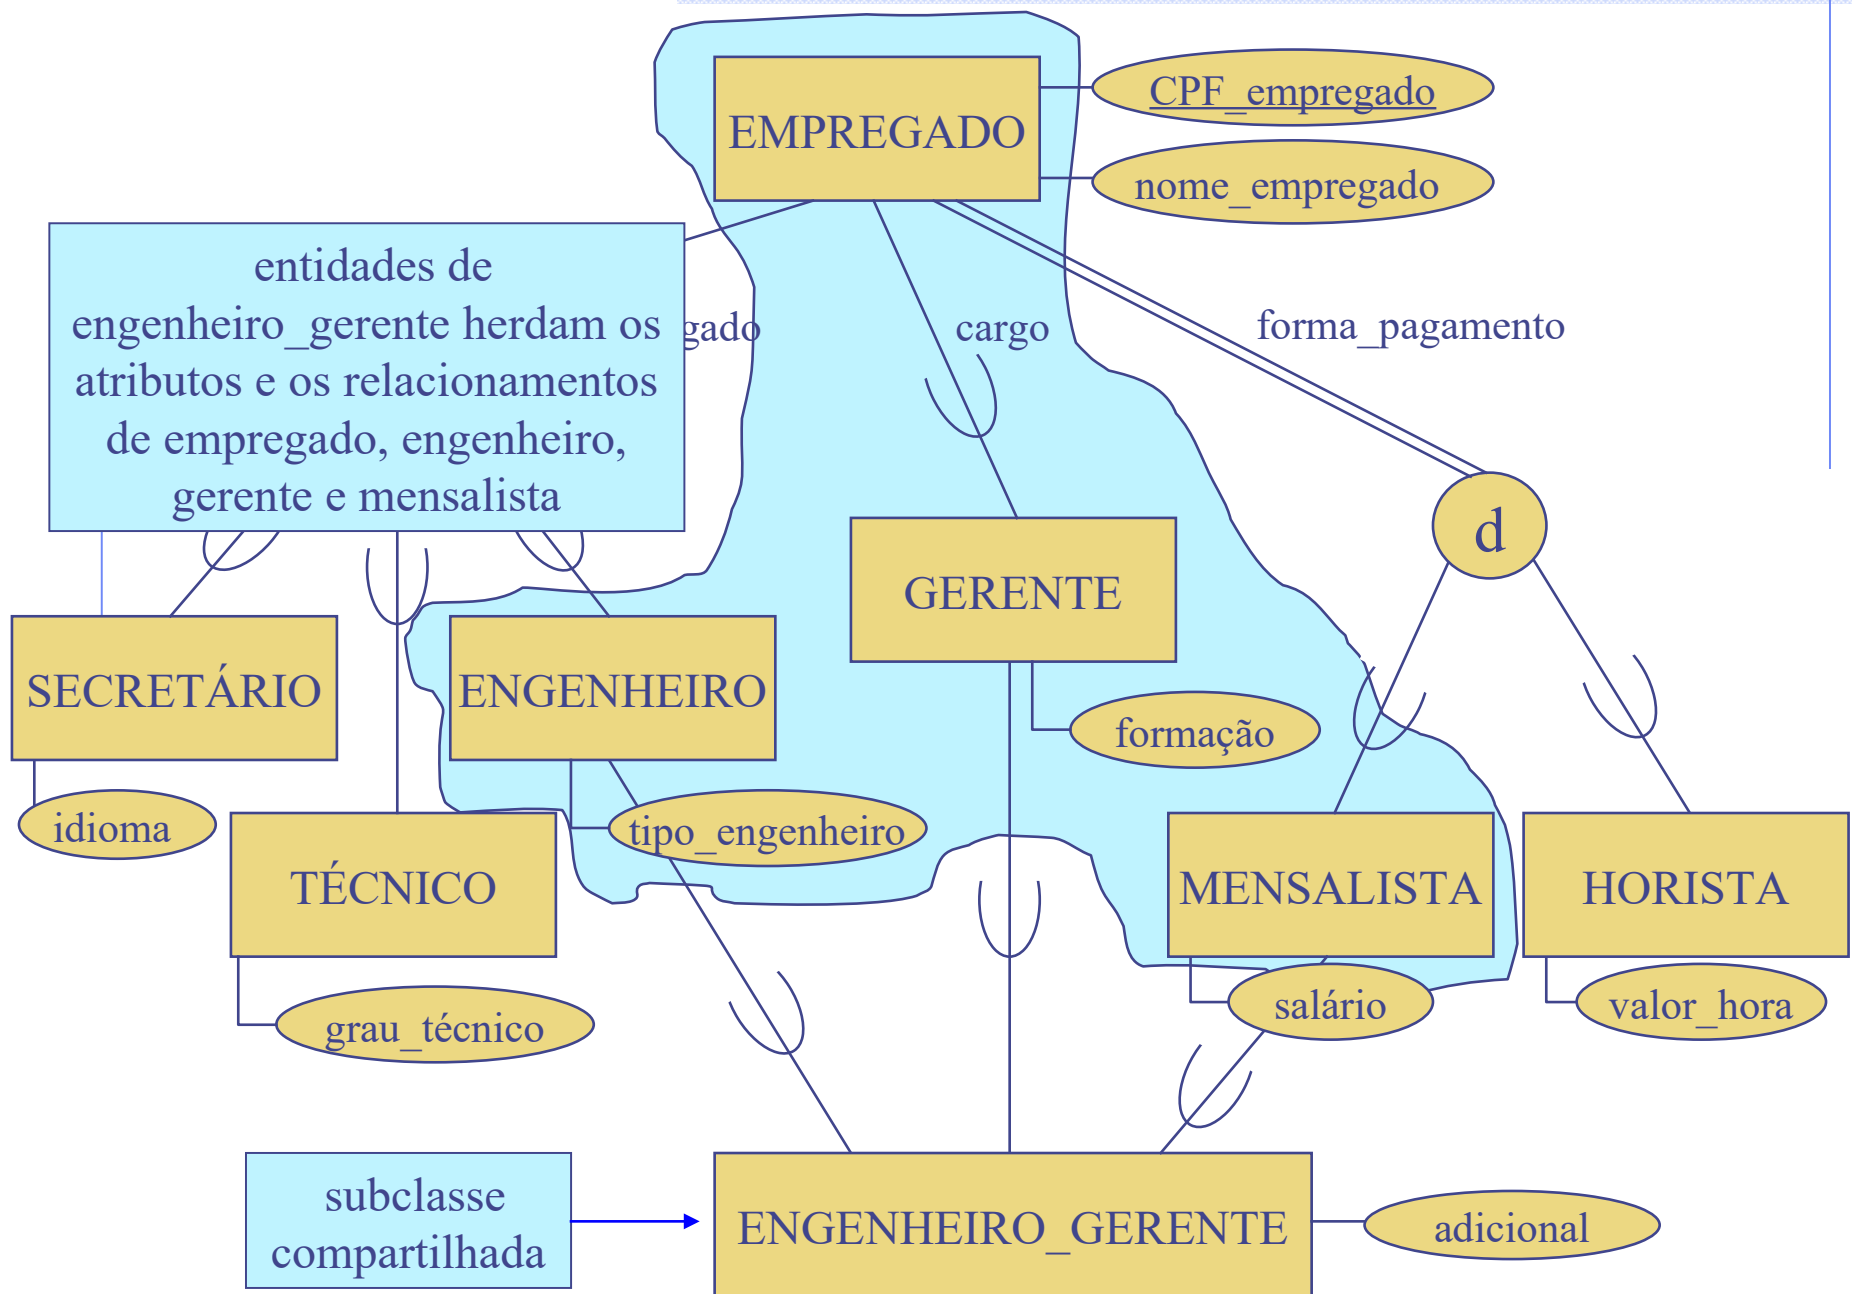 EMPREGADO
CPF_empregado
nome_empregado
entidades de
engenheiro_gerente herdam os
atributos e os relacionamentos
de empregado, engenheiro,
gerente e mensalista
gado
cargo
forma_pagamento
d
GERENTE
SECRETÁRIO
ENGENHEIRO
formação
idioma
tipo_engenheiro
TÉCNICO
MENSALISTA
HORISTA
grau_técnico
salário
valor_hora
subclasse
compartilhada
ENGENHEIRO_GERENTE
adicional